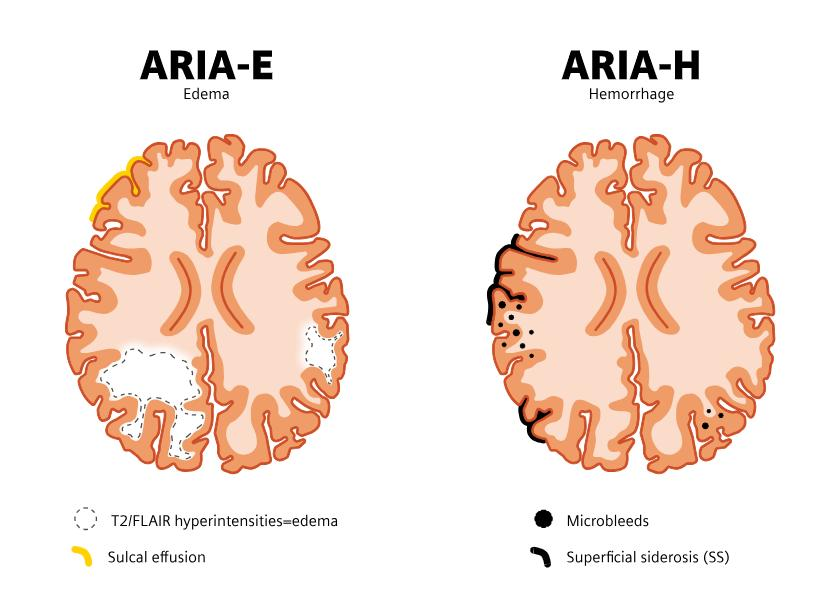 ARIA-E
Edema
ARIA-H
Hemorrhage
T2/FLAIR hyperintensities=edema
Sulcal effusion
Microbleeds
Superficial siderosis (SS)